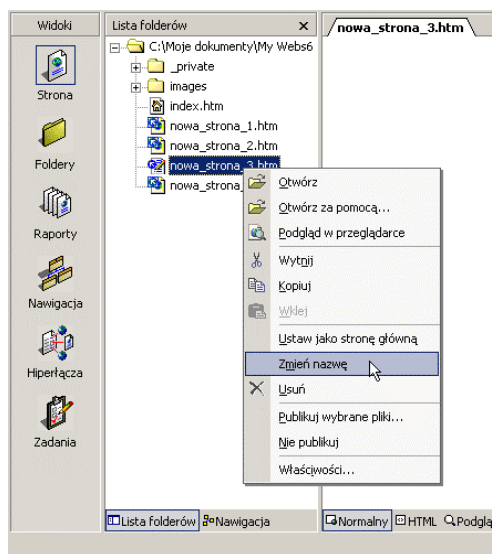 Widoki
Strona
Foldery
Raporty
Nawigacja
Hiperłącza
Zadania
Lista folderów
C:\Moje dokumenty\My Webs6
_private
images
index.htm
nowa_strona_1.htm
nowa_strona_2.htm
nowa_strona_3.htm
nowa_strona_
Otwórz
Otwórz za pomocą...
Podgląd w przeglądarce
Wytnij
Kopiuj
Wklej
Ustaw jako stronę główną
Zmień nazwę
Usuń
Publikuj wybrane pliki...
Nie publikuj
Właściwości...
Lista folderów Nawigacja
nowa_strona_3.htm
Normalny HTML Podglą